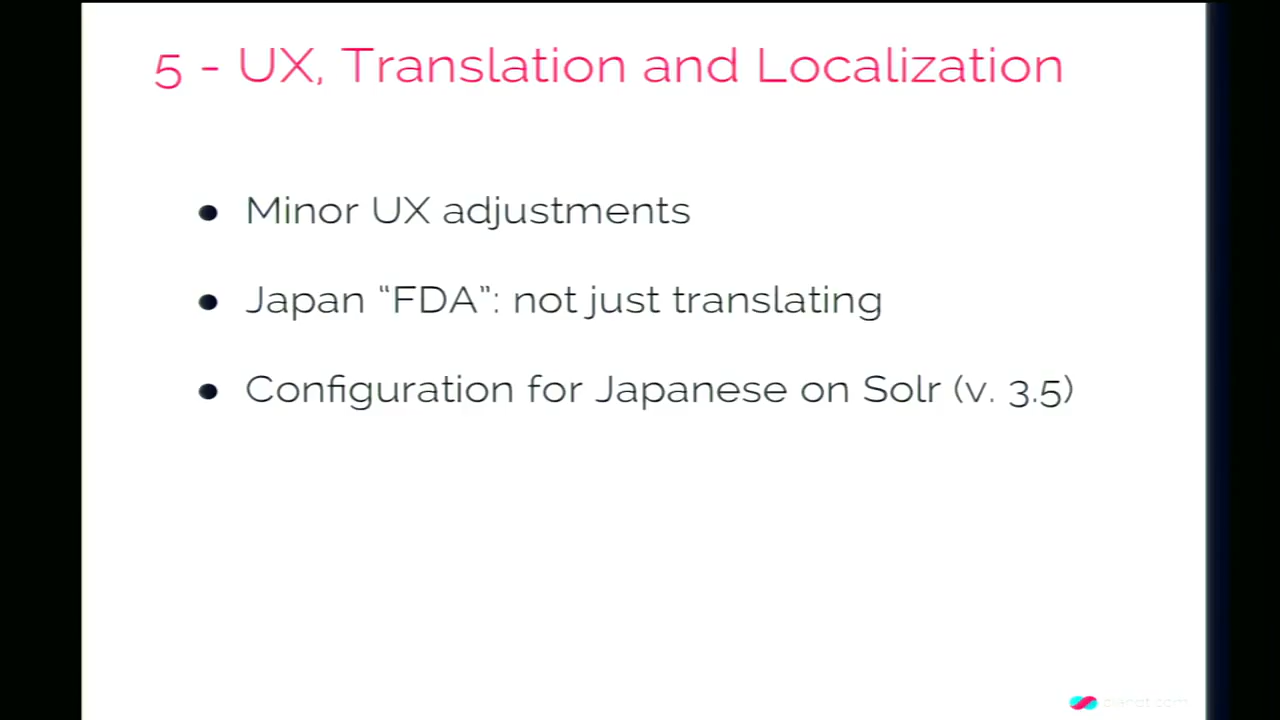 5 - UX, Translation and Localization
● Minor UX adjustments
● Japan “FDA”: not just translating
● Configuration for Japanese on Solr (v. 3.5)